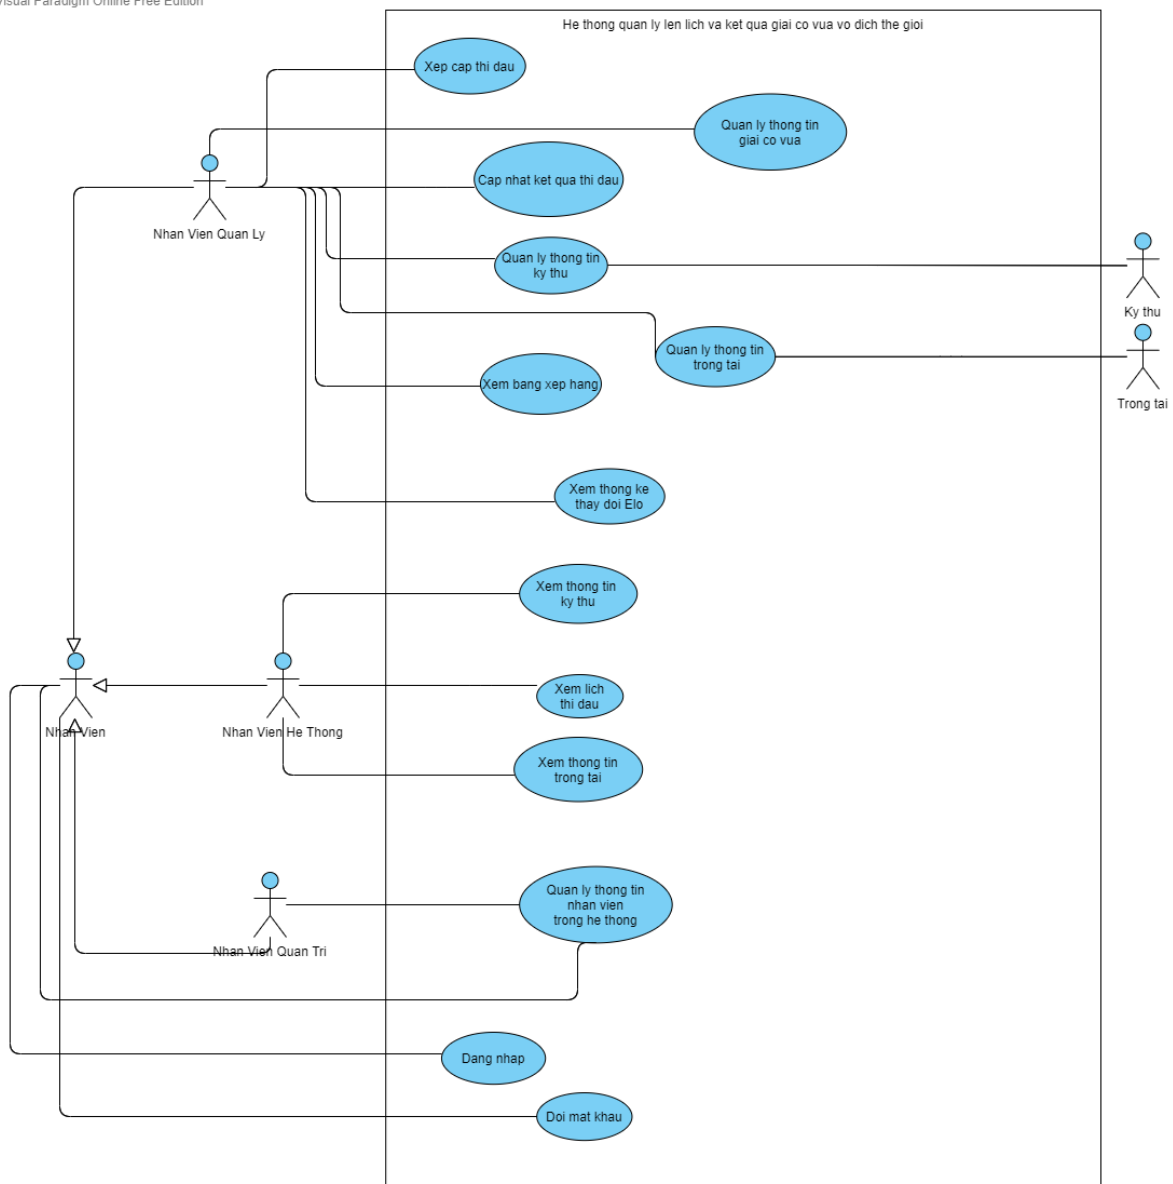 Visual Paradigm Online Free Edition
He thong quan ly len lich va ket qua giai co vua vo dich the gioi
Xep cap thi dau
Quan ly thong tin
giai co vua
Cap nhat ket qua thi dau
Nhan Vien Quan Ly
Quan ly thong tin
ky thu
Ky thu
Quan ly thong tin
trong tai
Trong tai
Xem bang xep hang
Xem thong ke
thay doi Elo
Xem thong tin
ky thu
Xem lich
thi dau
Nhan Vien
Nhan Vien He Thong
Xem thong tin
trong tai
Quan ly thong tin
nhan vien
trong he thong
Nhan Vien Quan Tri
Dang nhap
Doi mat khau